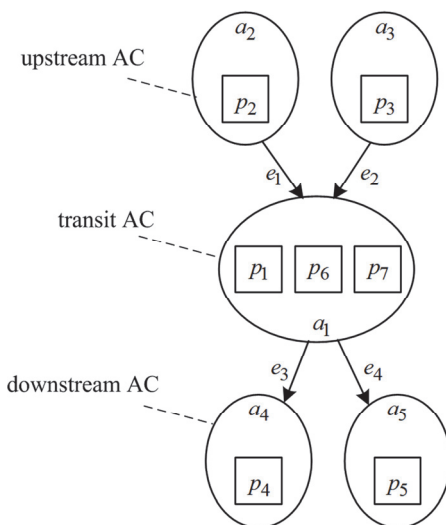 a2
a3
upstream AC
p2
p3
e1
e2
transit AC
p1
p6
p7
a1
e3
e4
downstream AC
a4
a5
p4
p5